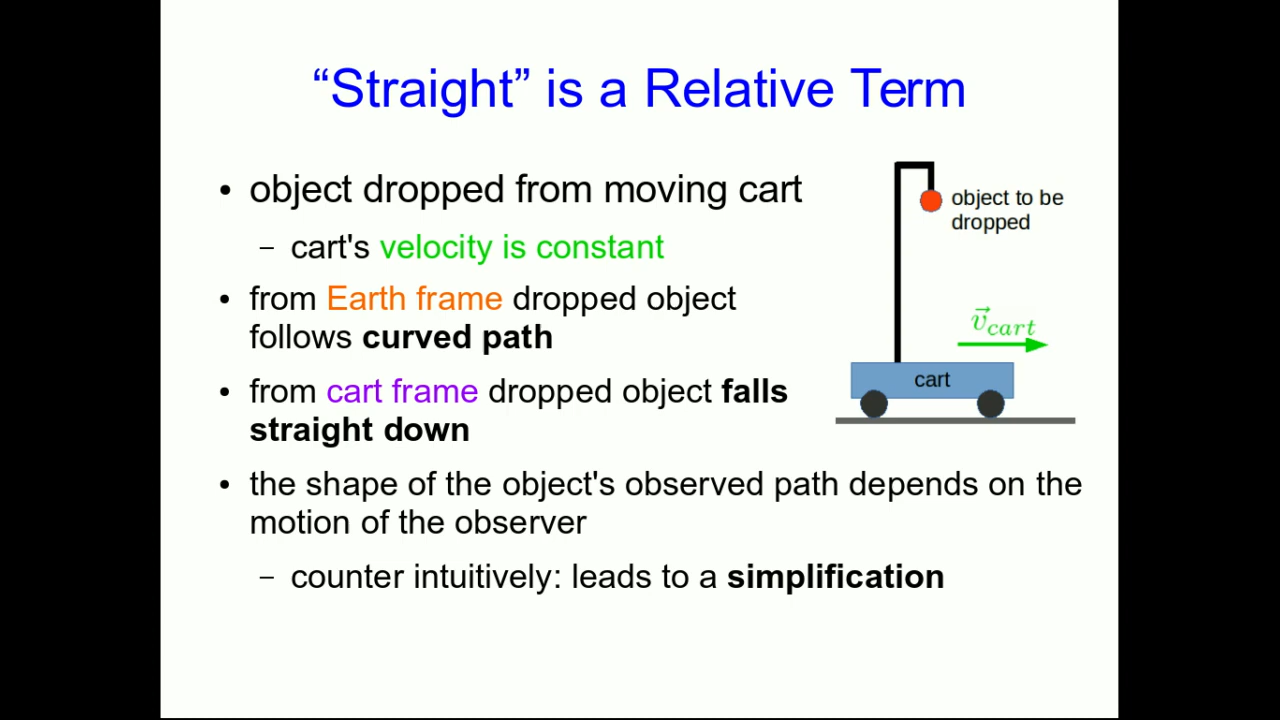 “Straight” is a Relative Term
• object dropped from moving cart
– cart's velocity is constant
• from Earth frame dropped object
follows curved path
• from cart frame dropped object falls
straight down
• the shape of the object's observed path depends on the
motion of the observer
– counter intuitively: leads to a simplification
object to be
dropped
v⃗cart
cart